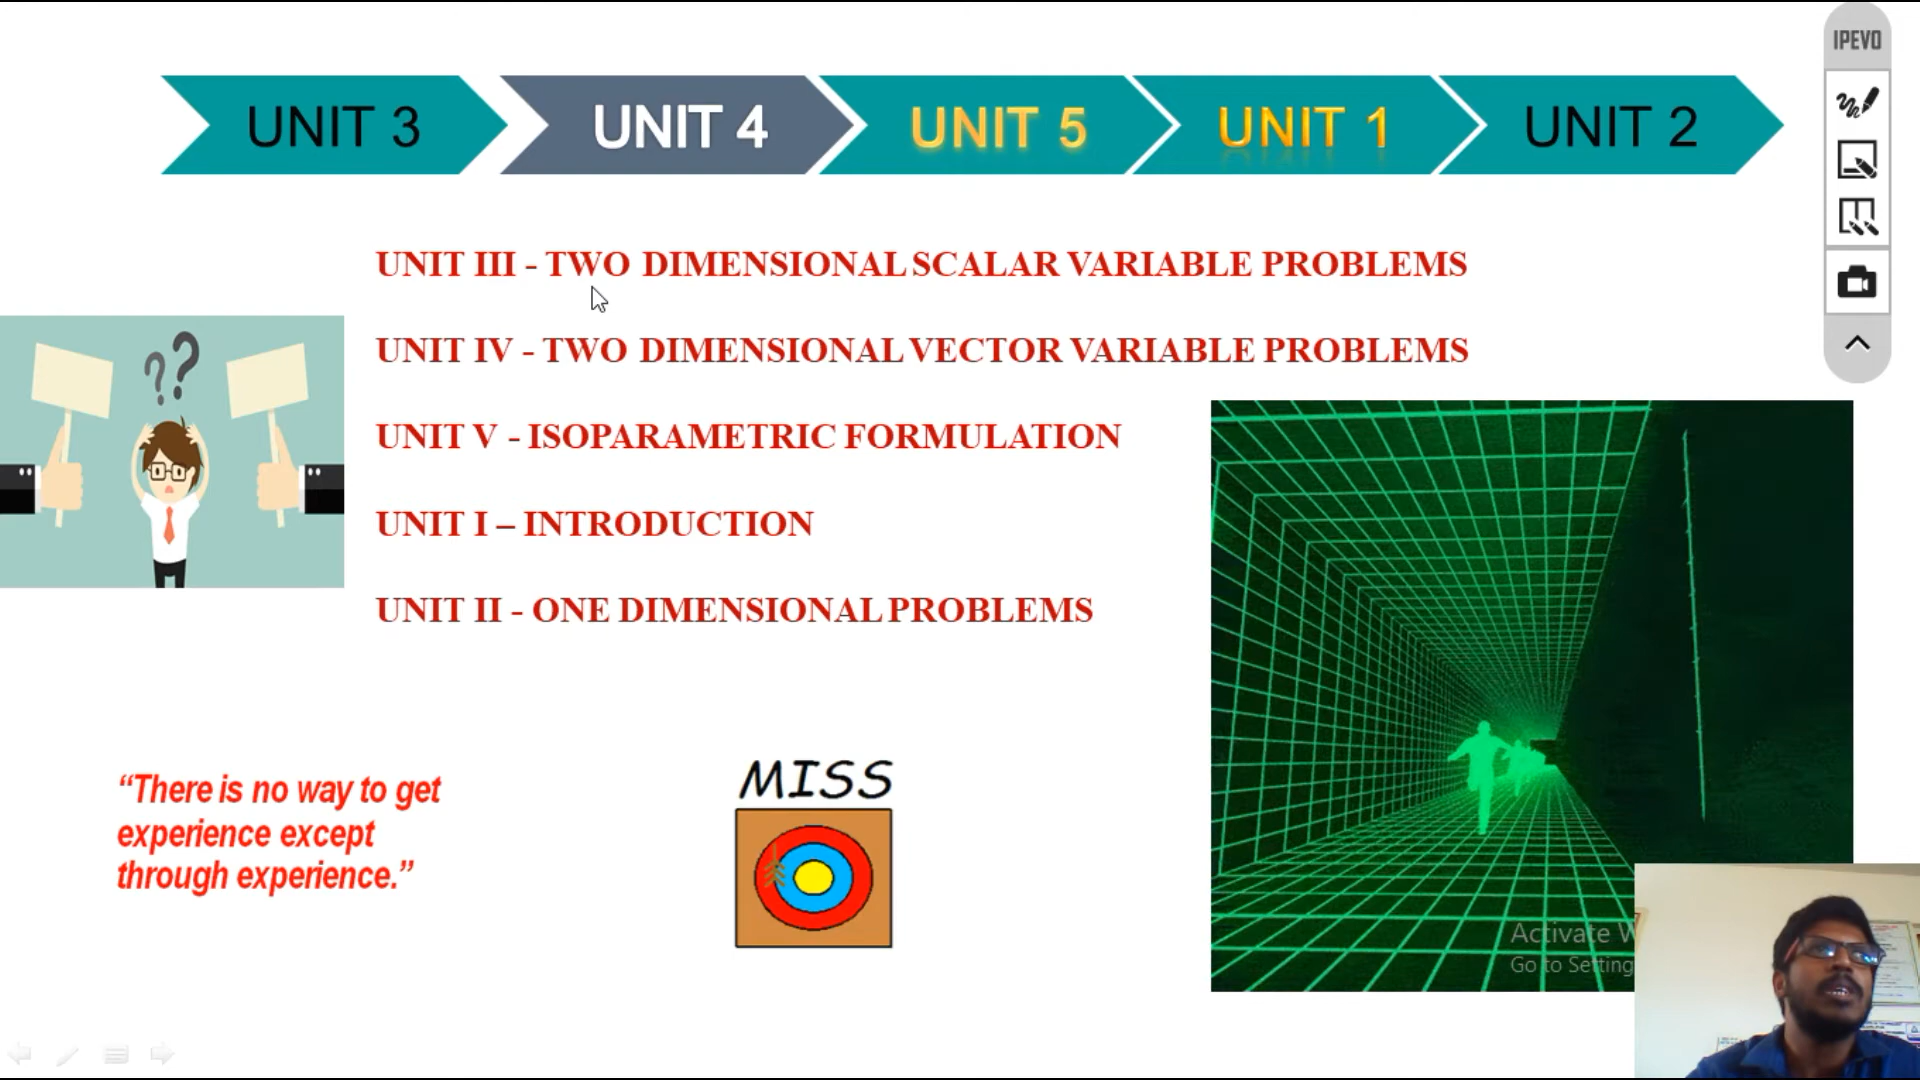 IPEVO
UNIT 3
UNIT 4
UNIT 5
UNIT 1
UNIT 2
UNIT III - TWO DIMENSIONAL SCALAR VARIABLE PROBLEMS
UNIT IV - TWO DIMENSIONAL VECTOR VARIABLE PROBLEMS
UNIT V - ISOPARAMETRIC FORMULATION
UNIT I – INTRODUCTION
UNIT II - ONE DIMENSIONAL PROBLEMS
??
“There is no way to get
experience except
through experience.”
MISS
Activate W
Go to Setting